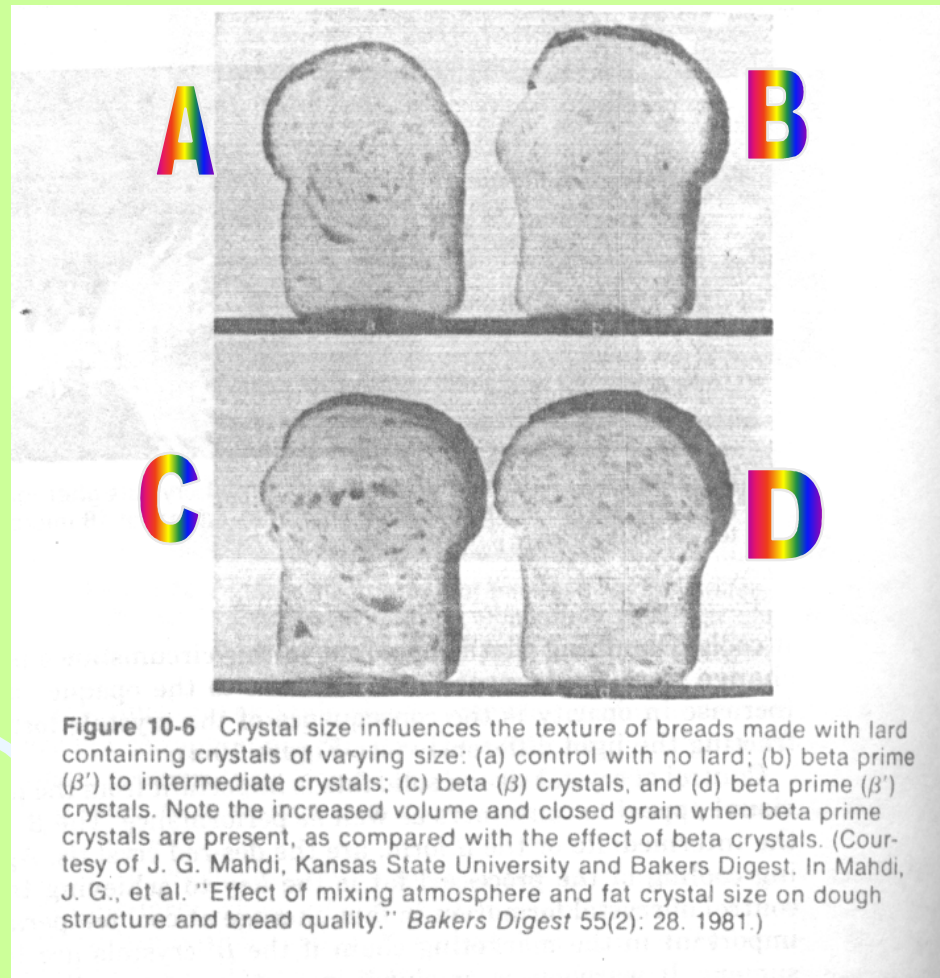 A
B
a
b
C
D
c
d
Figure 10-6 Crystal size influences the texture of breads made with lard
containing crystals of varying size: (a) control with no lard; (b) beta prime
(β′) to intermediate crystals; (c) beta (β) crystals, and (d) beta prime (β′)
crystals. Note the increased volume and closed grain when beta prime
crystals are present, as compared with the effect of beta crystals. (Cour-
tesy of J. G. Mahdi, Kansas State University and Bakers Digest. In Mahdi,
J. G., et al. "Effect of mixing atmosphere and fat crystal size on dough
structure and bread quality." Bakers Digest 55(2): 28. 1981.)